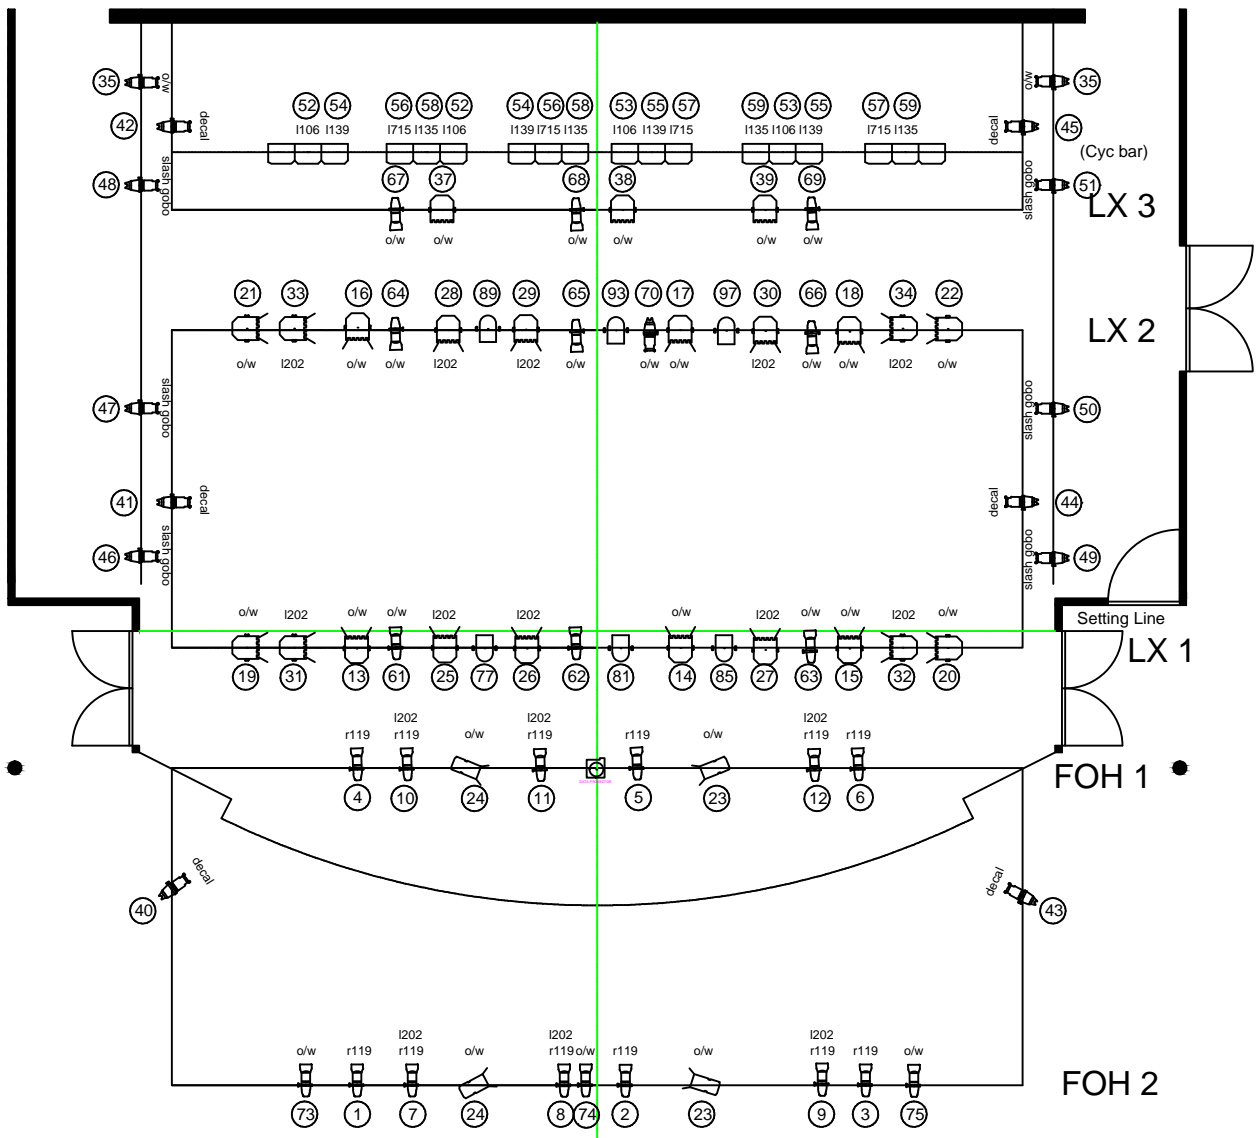 35 35
52 54 56 58 52 54 56 58 53 55 57 59 53 55 57 59
o/w o/w
l106 l139 l715 l135 l106 l139 l715 l135 l106 l139 l715 l135 l106 l139 l715 l135
42 decal decal 45
(Cyc bar)
48 slash gobo slash gobo 51
67 37 68 38 39 69
LX 3
o/w o/w o/w o/w o/w o/w
21 33 16 64 28 89 29 65 93 70 17 97 30 66 18 34 22
LX 2
o/w l202 o/w o/w l202 l202 o/w o/w o/w l202 o/w o/w l202 o/w
47 slash gobo slash gobo 50
41 decal decal 44
46 slash gobo slash gobo 49
o/w l202 o/w o/w l202 l202 o/w l202 o/w o/w l202 o/w
Setting Line
LX 1
19 31 13 61 25 77 26 62 81 14 85 27 63 15 32 20
l202 l202 l202
r119 r119 o/w r119 r119 o/w r119 r119
FOH 1
4 10 24 11 5 23 12 6
decal decal
40 43
l202 l202 l202
o/w r119 r119 o/w r119 o/w r119 o/w r119 r119 o/w
FOH 2
73 1 7 24 8 74 2 23 9 3 75